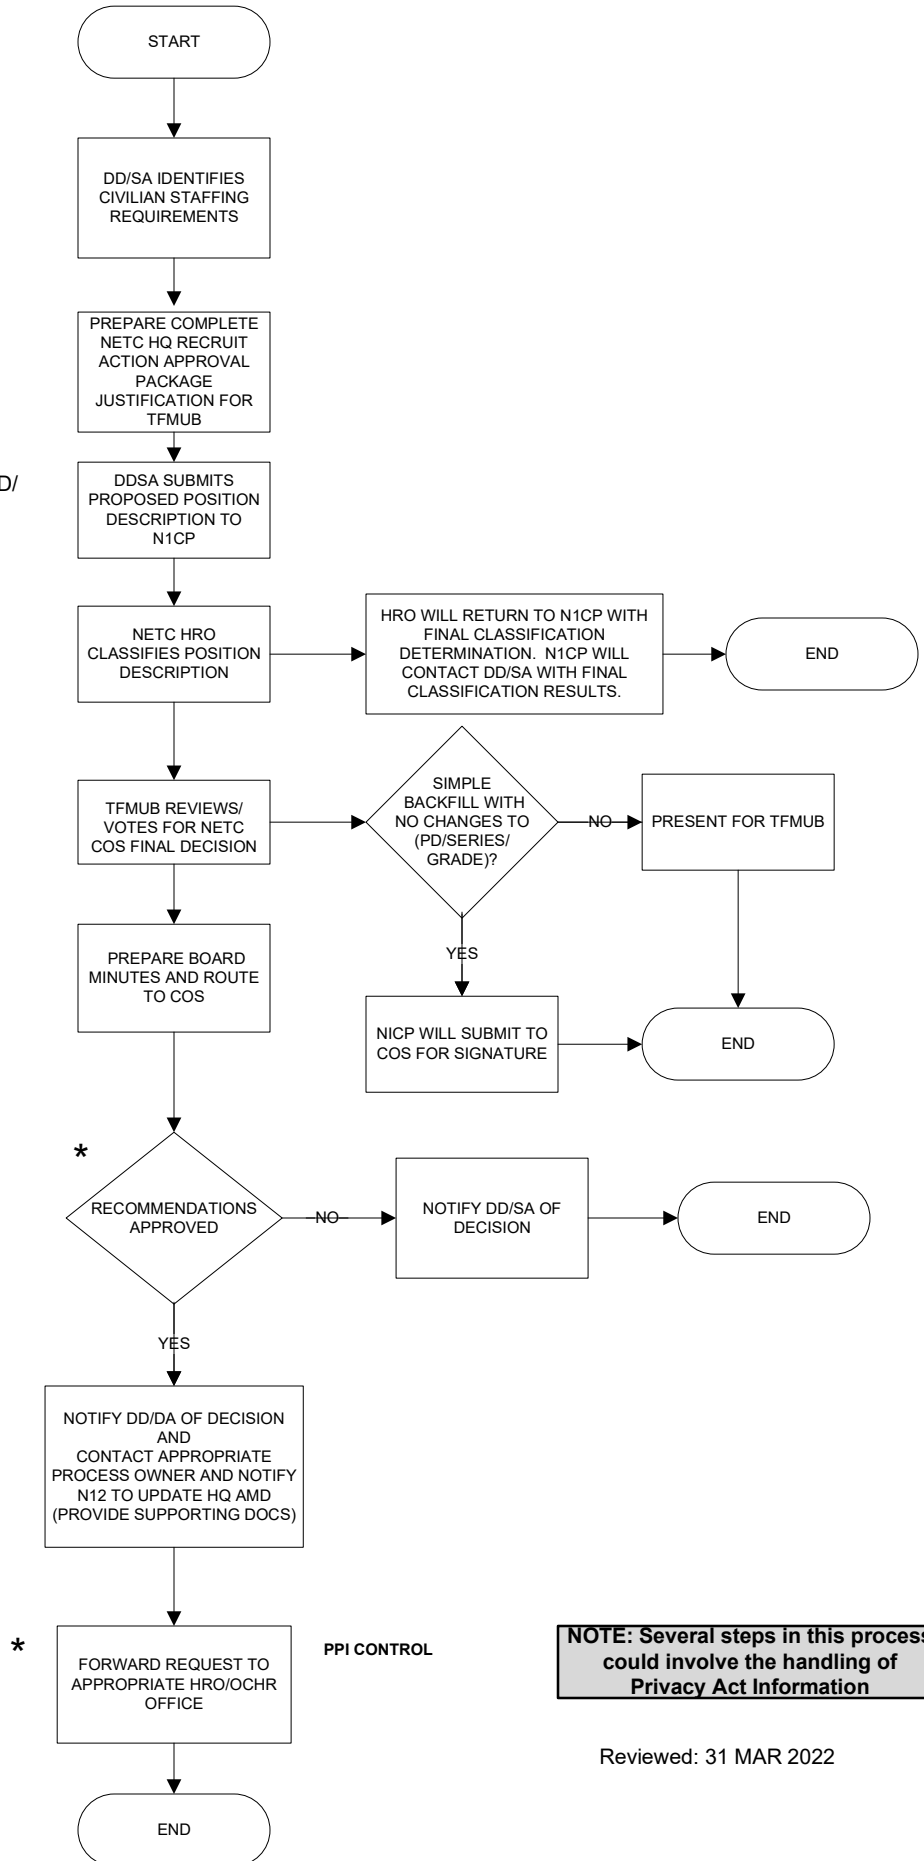 START
DD/SA IDENTIFIES
CIVILIAN STAFFING
REQUIREMENTS
PREPARE COMPLETE
NETC HQ RECRUIT
ACTION APPROVAL
PACKAGE
JUSTIFICATION FOR
TFMUB
D/
DDSA SUBMITS
PROPOSED POSITION
DESCRIPTION TO
N1CP
NETC HRO
CLASSIFIES POSITION
DESCRIPTION
HRO WILL RETURN TO N1CP WITH
FINAL CLASSIFICATION
DETERMINATION. N1CP WILL
CONTACT DD/SA WITH FINAL
CLASSIFICATION RESULTS.
END
TFMUB REVIEWS/
VOTES FOR NETC
COS FINAL DECISION
SIMPLE
BACKFILL WITH
NO CHANGES TO
(PD/SERIES/
GRADE)?
NO
PRESENT FOR TFMUB
YES
PREPARE BOARD
MINUTES AND ROUTE
TO COS
NICP WILL SUBMIT TO
COS FOR SIGNATURE
END
*
RECOMMENDATIONS
APPROVED
NO
NOTIFY DD/SA OF
DECISION
END
YES
NOTIFY DD/DA OF DECISION
AND
CONTACT APPROPRIATE
PROCESS OWNER AND NOTIFY
N12 TO UPDATE HQ AMD
(PROVIDE SUPPORTING DOCS)
*
FORWARD REQUEST TO
APPROPRIATE HRO/OCHR
OFFICE
PPI CONTROL
NOTE: Several steps in this process
could involve the handling of
Privacy Act Information
Reviewed: 31 MAR 2022
END